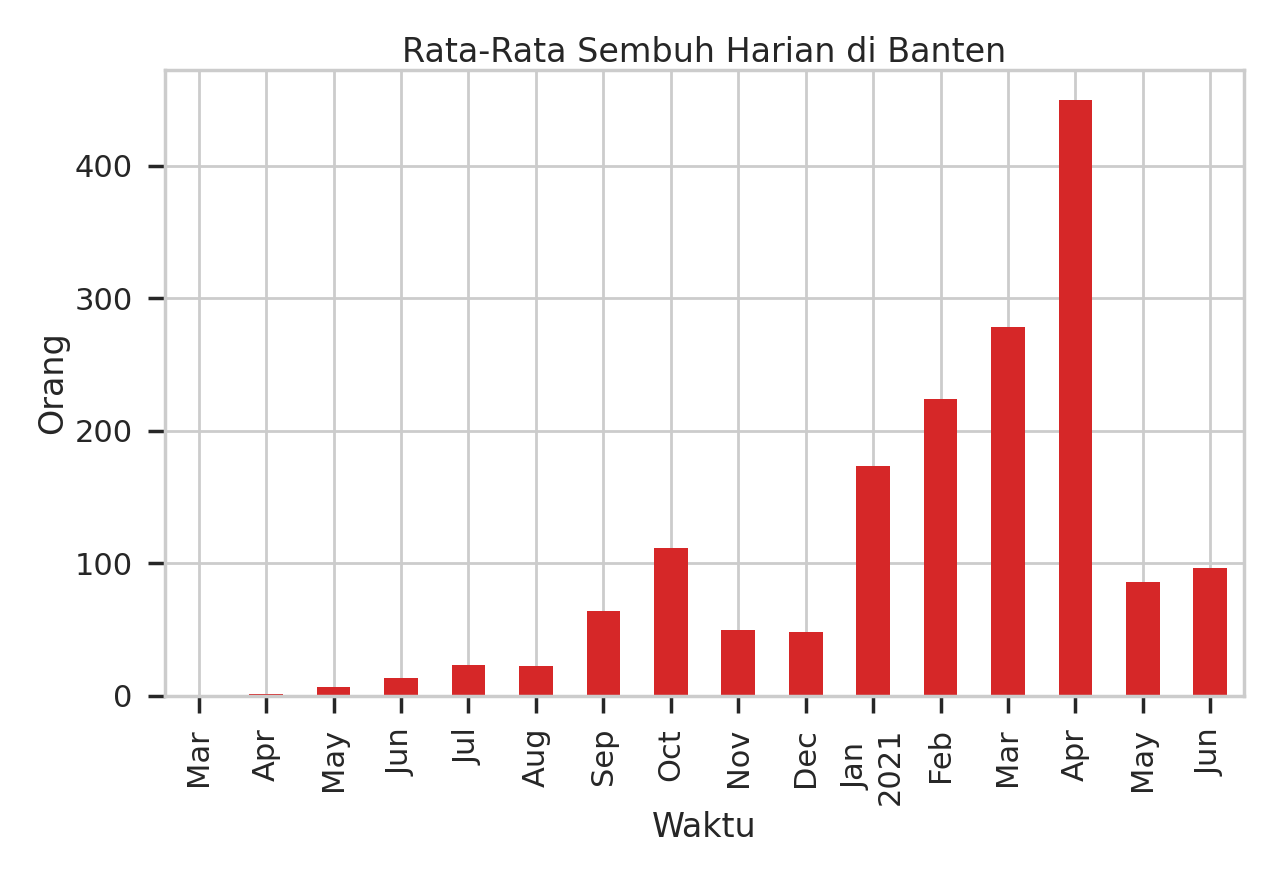 Rata-Rata Sembuh Harian di Banten
400
300
200
100
0
Orang
Mar
Apr
May
Jun
Jul
Aug
Sep
Oct
Nov
Dec
Jan
2021
Feb
Mar
Apr
May
Jun
Waktu